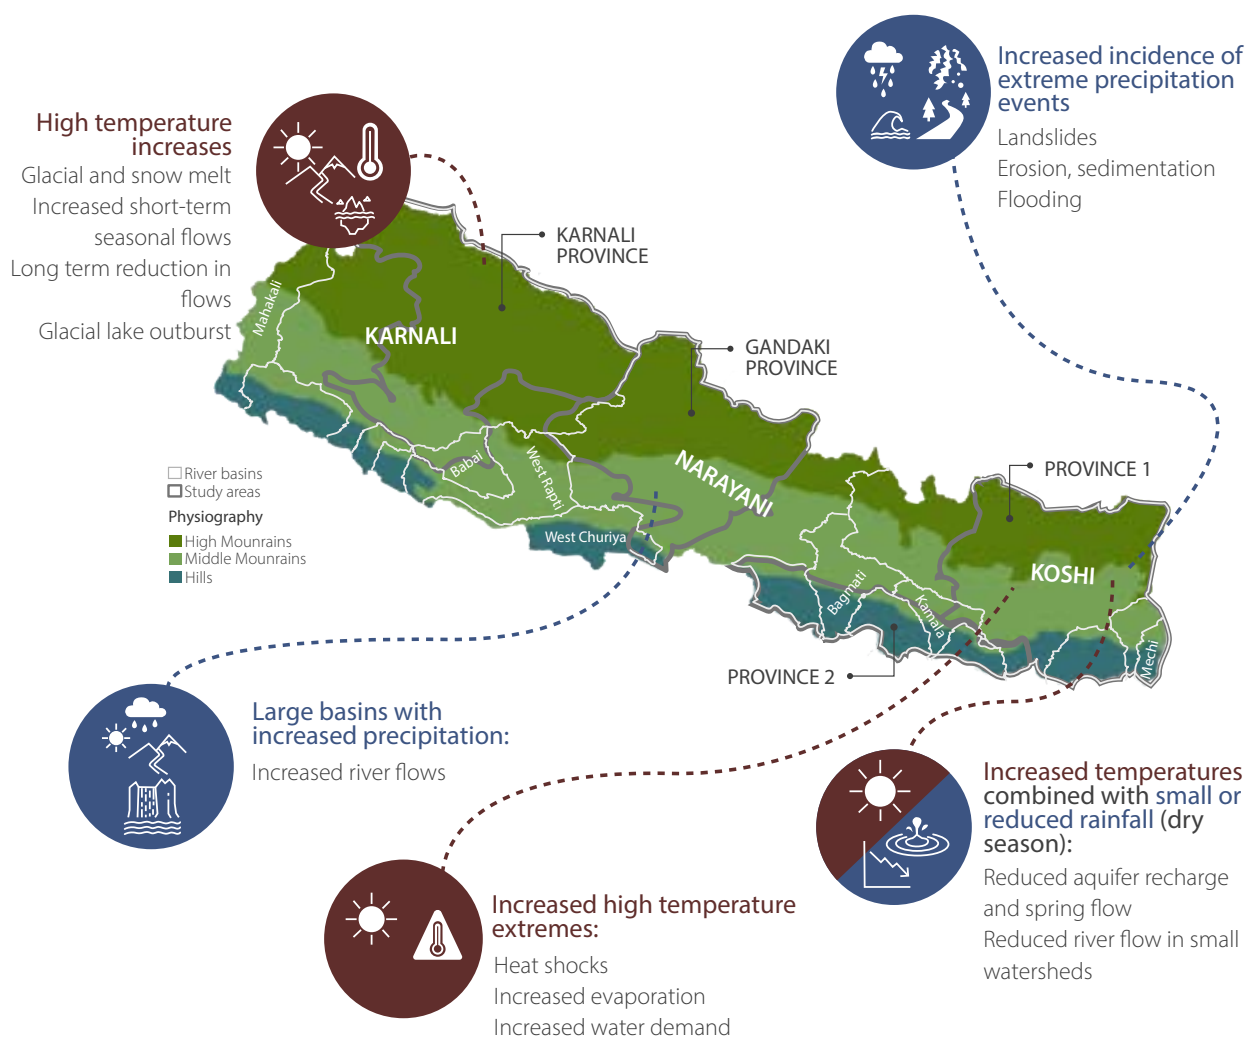 Increased incidence of
extreme precipitation
events
Landslides
Erosion, sedimentation
Flooding
High temperature
increases
Glacial and snow melt
Increased short-term
seasonal flows
Long term reduction in
flows
Glacial lake outburst
KARNALI
PROVINCE
GANDAKI
PROVINCE
PROVINCE 1
PROVINCE 2
Mahakali
KARNALI
Babai
West Rapti
NARAYANI
West Churiya
Bagmati
Kamala
KOSHI
Mechi
River basins
Study areas
Physiography
High Mounrains
Middle Mounrains
Hills
Large basins with
increased precipitation:
Increased river flows
Increased high temperature
extremes:
Heat shocks
Increased evaporation
Increased water demand
Increased temperatures
combined with small or
reduced rainfall (dry
season):
Reduced aquifer recharge
and spring flow
Reduced river flow in small
watersheds